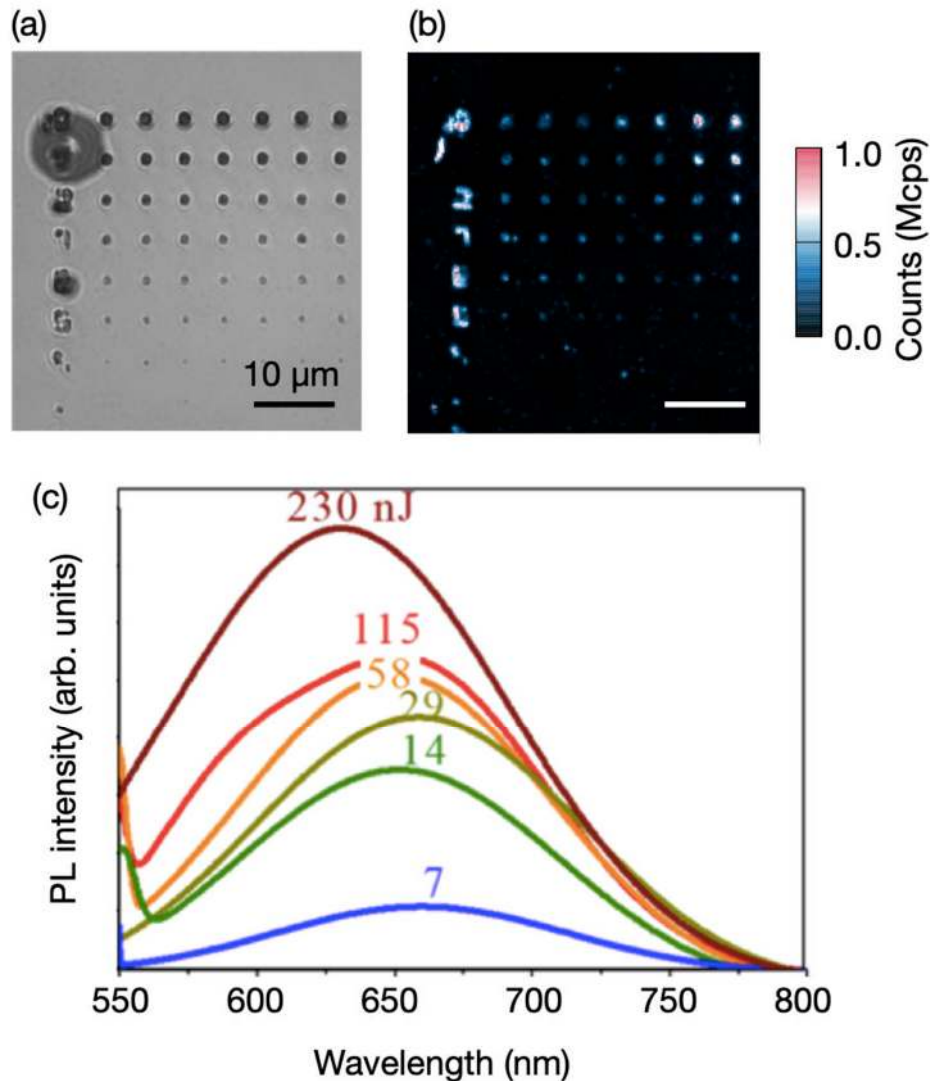 (a)
(b)
10 μm
1.0
0.5
0.0
Counts (Mcps)
(c)
230 nJ
115
58
29
14
7
PL intensity (arb. units)
550 600 650 700 750 800
Wavelength (nm)